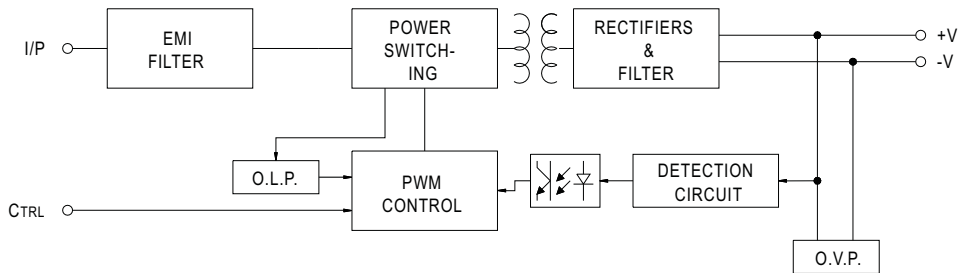 I/P
EMI
FILTER
POWER
SWITCH-
ING
RECTIFIERS
&
FILTER
+V
-V
O.L.P.
PWM
CONTROL
DETECTION
CIRCUIT
CTRL
O.V.P.